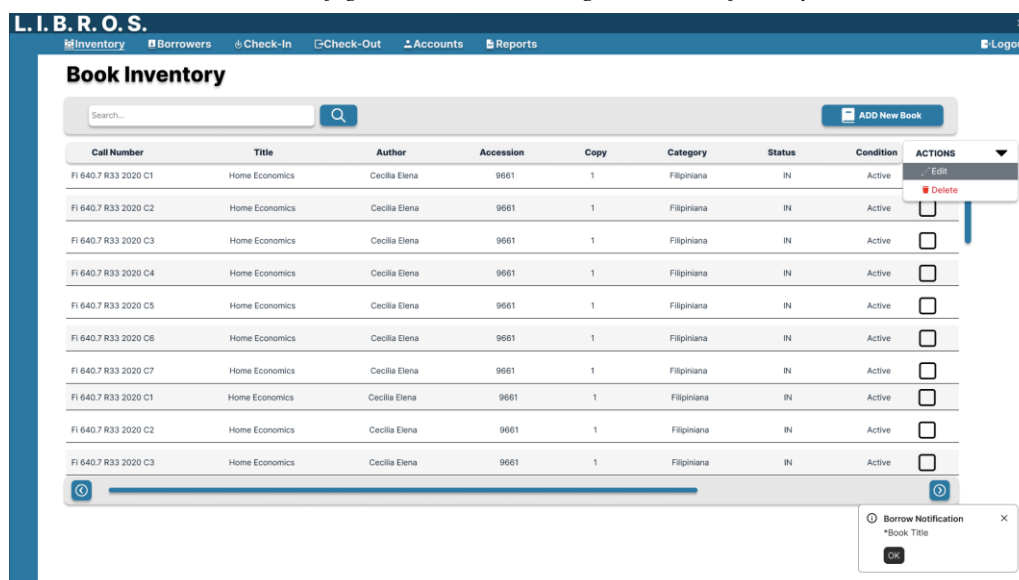 L. I. B. R. O. S.
Inventory Borrowers Check-In Check-Out Accounts Reports
Book Inventory
Search...
ADD New Book
Call Number Title Author Accession Copy Category Status Condition ACTIONS
Fi 640.7 R33 2020 C1 Home Economics Cecilia Elena 9661 1 Filipiniana IN Active Edit
Delete
Fi 640.7 R33 2020 C2 Home Economics Cecilia Elena 9661 1 Filipiniana IN Active
Fi 640.7 R33 2020 C3 Home Economics Cecilia Elena 9661 1 Filipiniana IN Active
Fi 640.7 R33 2020 C4 Home Economics Cecilia Elena 9661 1 Filipiniana IN Active
Fi 640.7 R33 2020 C5 Home Economics Cecilia Elena 9661 1 Filipiniana IN Active
Fi 640.7 R33 2020 C6 Home Economics Cecilia Elena 9661 1 Filipiniana IN Active
Fi 640.7 R33 2020 C7 Home Economics Cecilia Elena 9661 1 Filipiniana IN Active
Fi 640.7 R33 2020 C1 Home Economics Cecilia Elena 9661 1 Filipiniana IN Active
Fi 640.7 R33 2020 C2 Home Economics Cecilia Elena 9661 1 Filipiniana IN Active
Fi 640.7 R33 2020 C3 Home Economics Cecilia Elena 9661 1 Filipiniana IN Active
Borrow Notification
*Book Title
OK